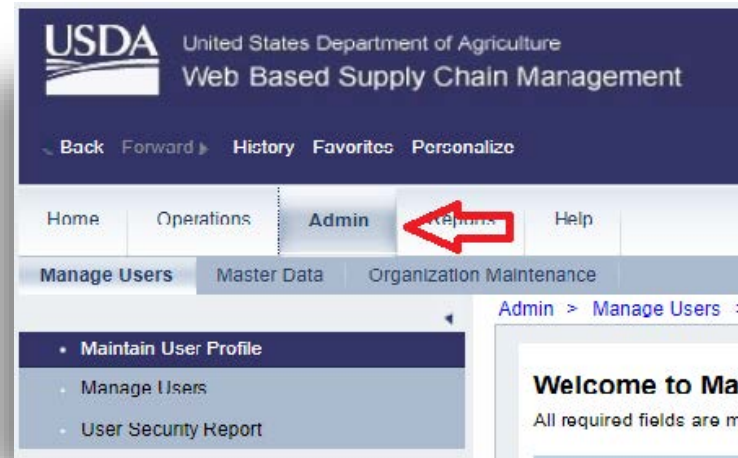 USDA United States Department of Agriculture
Web Based Supply Chain Management
Back Forward History Favorites Personalize
Home Operations Admin Reports Help
Manage Users Master Data Organization Maintenance
Admin > Manage Users >
Maintain User Profile
Manage Users
User Security Report
Welcome to Ma
All required fields are m